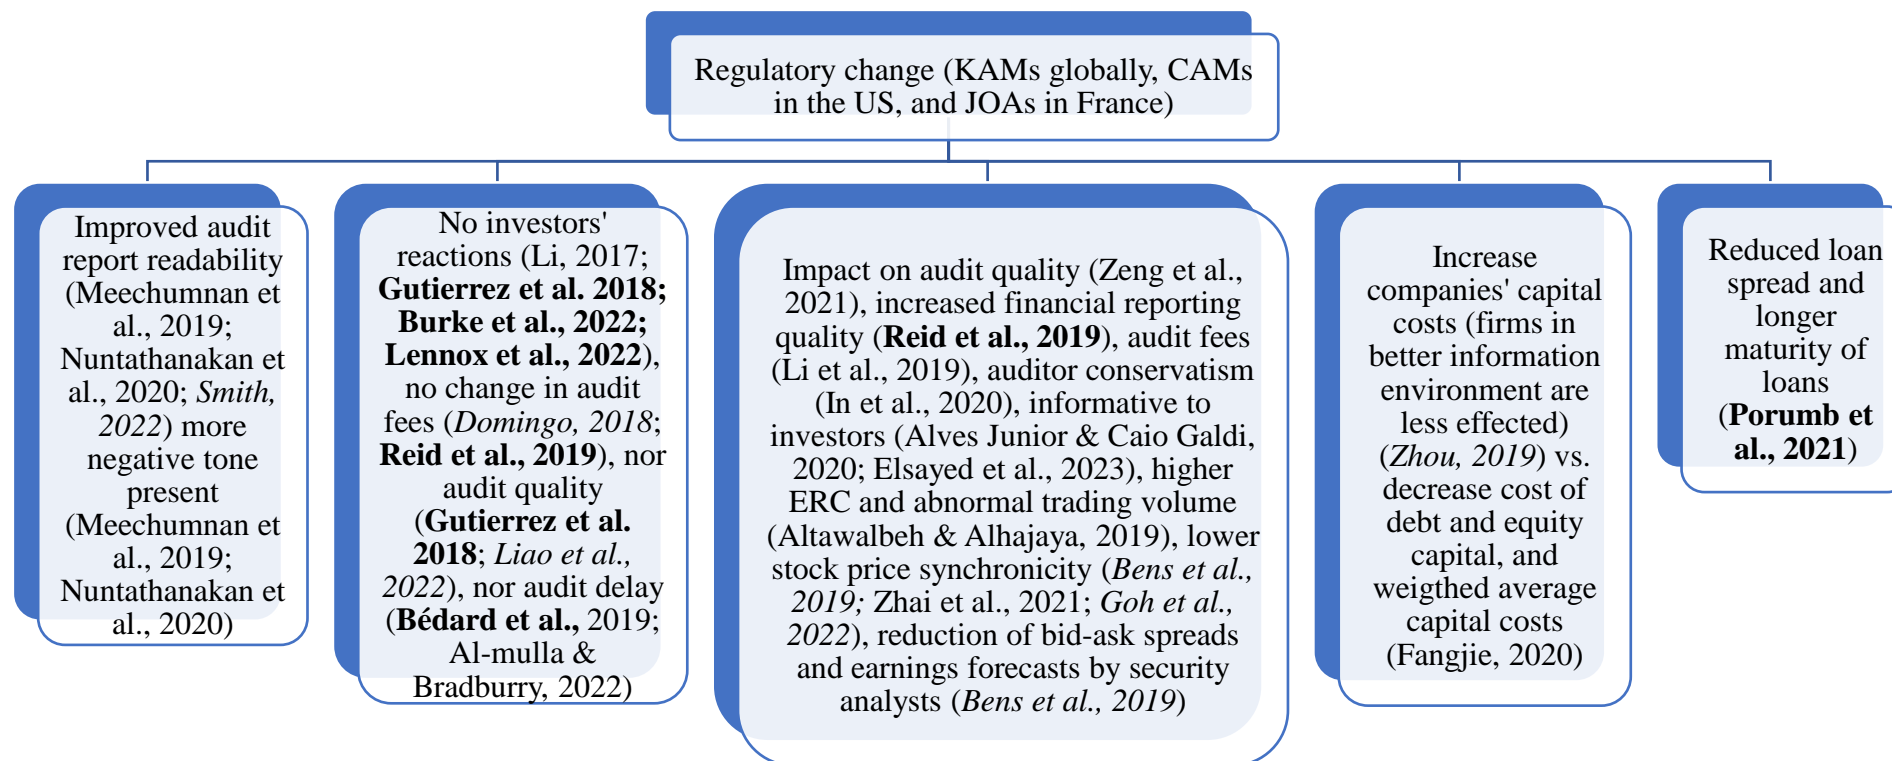 Regulatory change (KAMs globally, CAMs
in the US, and JOAs in France)
Improved audit
report readability
(Meechumnan et
al., 2019;
Nuntathanakan et
al., 2020; Smith,
2022) more
negative tone
present
(Meechumnan et
al., 2019;
Nuntathanakan et
al., 2020)
No investors'
reactions (Li, 2017;
Gutierrez et al. 2018;
Burke et al., 2022;
Lennox et al., 2022),
no change in audit
fees (Domingo, 2018;
Reid et al., 2019), nor
audit quality
(Gutierrez et al.
2018; Liao et al.,
2022), nor audit delay
(Bédard et al., 2019;
Al-mulla &
Bradburry, 2022)
Impact on audit quality (Zeng et al.,
2021), increased financial reporting
quality (Reid et al., 2019), audit fees
(Li et al., 2019), auditor conservatism
(In et al., 2020), informative to
investors (Alves Junior & Caio Galdi,
2020; Elsayed et al., 2023), higher
ERC and abnormal trading volume
(Altawalbeh & Alhajaya, 2019), lower
stock price synchronicity (Bens et al.,
2019; Zhai et al., 2021; Goh et al.,
2022), reduction of bid-ask spreads
and earnings forecasts by security
analysts (Bens et al., 2019)
Increase
companies' capital
costs (firms in
better information
environment are
less effected)
(Zhou, 2019) vs.
decrease cost of
debt and equity
capital, and
weigthed average
capital costs
(Fangjie, 2020)
Reduced loan
spread and
longer
maturity of
loans
(Porumb et
al., 2021)